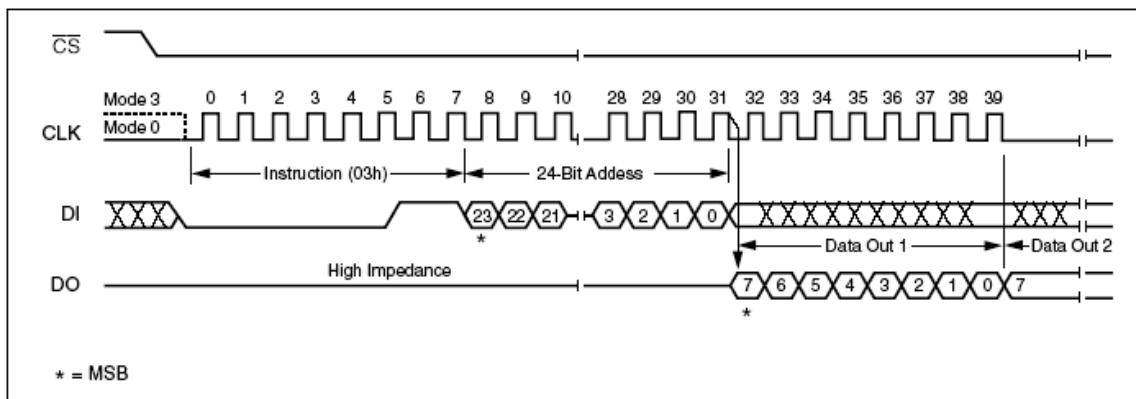 CS
Mode 3 0 1 2 3 4 5 6 7 8 9 10 28 29 30 31 32 33 34 35 36 37 38 39
CLK Mode 0
Instruction (03h) 24-Bit Addess
DI 23 22 21 3 2 1 0
*
Data Out 1 Data Out 2
High Impedance
DO 7 6 5 4 3 2 1 0 7
*
* = MSB